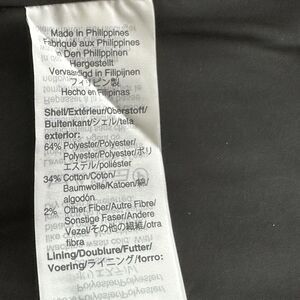 Made in Philippines
Fabriqué aux Philippines
In Den Philippinen
Hergestellt
Vervaardigd in Filipijnen
フィリピン製
Hecho en Filipinas
Shell/Extérieur/Oberstoff/
Buitenkant/シェル/tela
exterior:
64% Polyester/Polyester/
Polyester/Polyester/ポリ
エステル/poliéster
34% Cotton/Coton/
Baumwolle/Katoen/綿/
algodón
2% Other Fiber/Autre Fibre/
Sonstige Faser/Andere
Vezel/その他の繊維/otra
fibra
Lining/Doublure/Futter/
Voering/ライニング/forro: